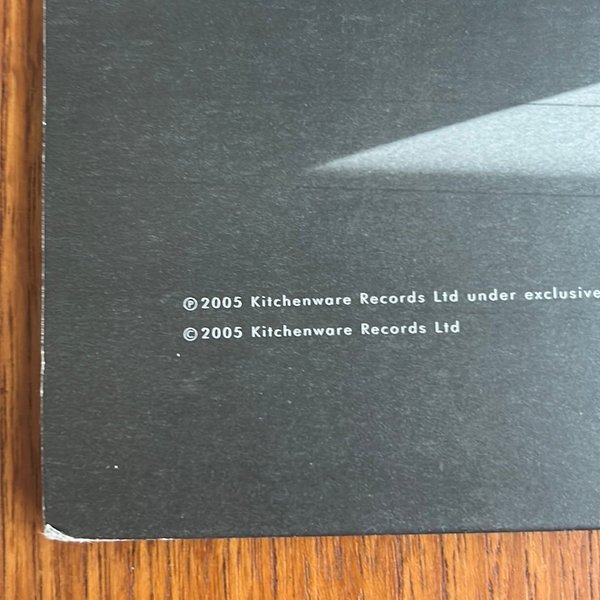 ℗2005 Kitchenware Records Ltd under exclusive
©2005 Kitchenware Records Ltd